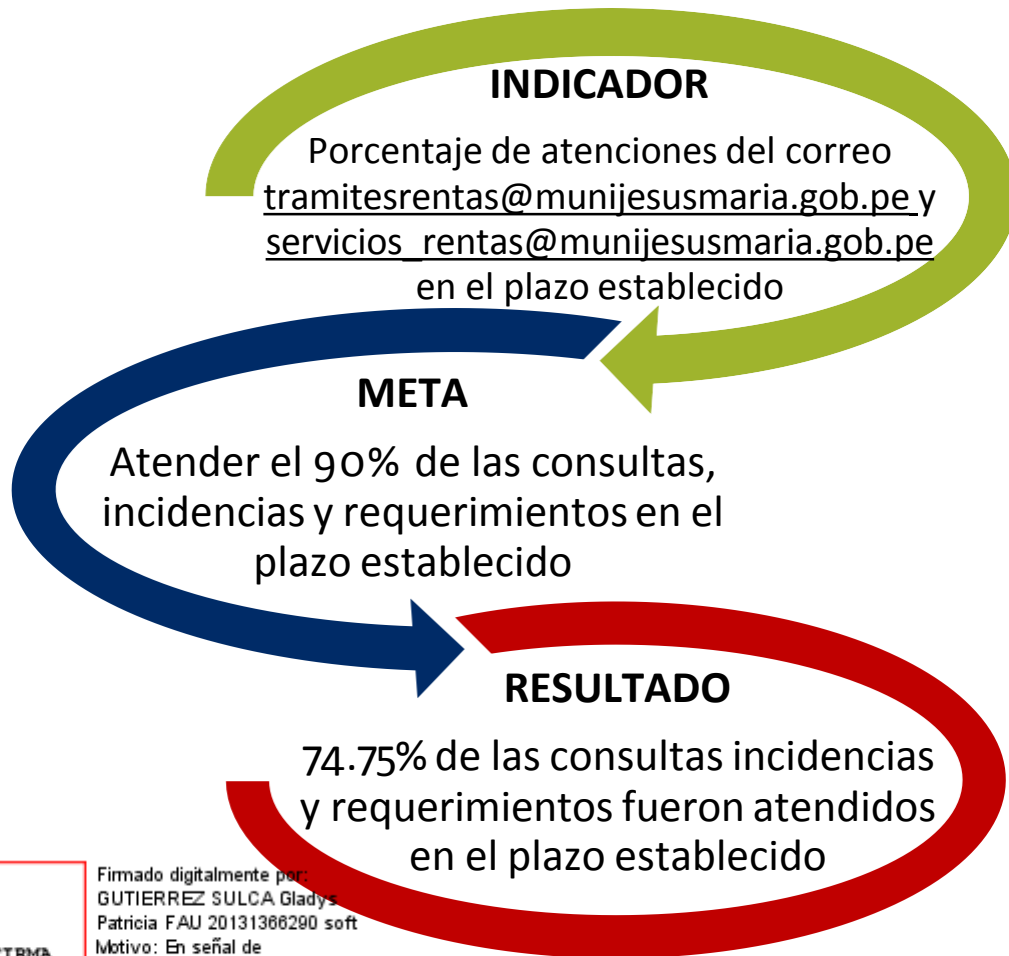 INDICADOR
Porcentaje de atenciones del correo
tramitesrentas@munijesusmaria.gob.pe y
servicios_rentas@munijesusmaria.gob.pe
en el plazo establecido
META
Atender el 90% de las consultas,
incidencias y requerimientos en el
plazo establecido
RESULTADO
74.75% de las consultas incidencias
y requerimientos fueron atendidos
en el plazo establecido
Firmado digitalmente por:
GUTIERREZ SULCA Gladys
Patricia FAU 20131366290 soft
Motivo: En señal de